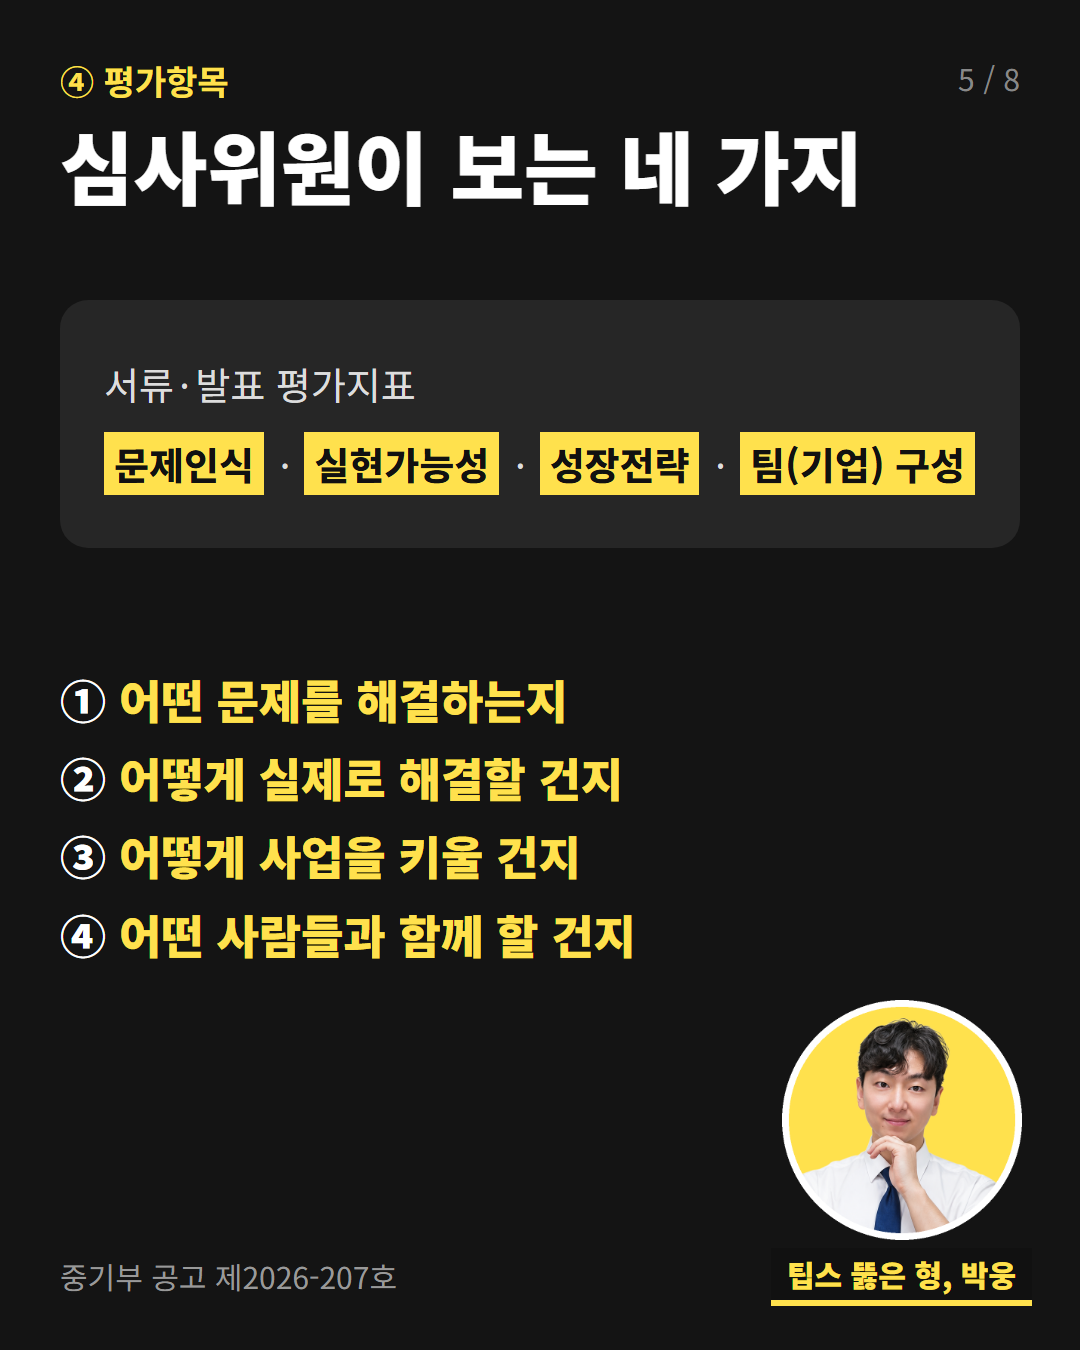 ④ 평가항목
5 / 8
심사위원이 보는 네 가지
서류·발표 평가지표
문제인식 · 실현가능성 · 성장전략 · 팀(기업) 구성
① 어떤 문제를 해결하는지
② 어떻게 실제로 해결할 건지
③ 어떻게 사업을 키울 건지
④ 어떤 사람들과 함께 할 건지
중기부 공고 제2026-207호
팁스 뚫은 형, 박웅